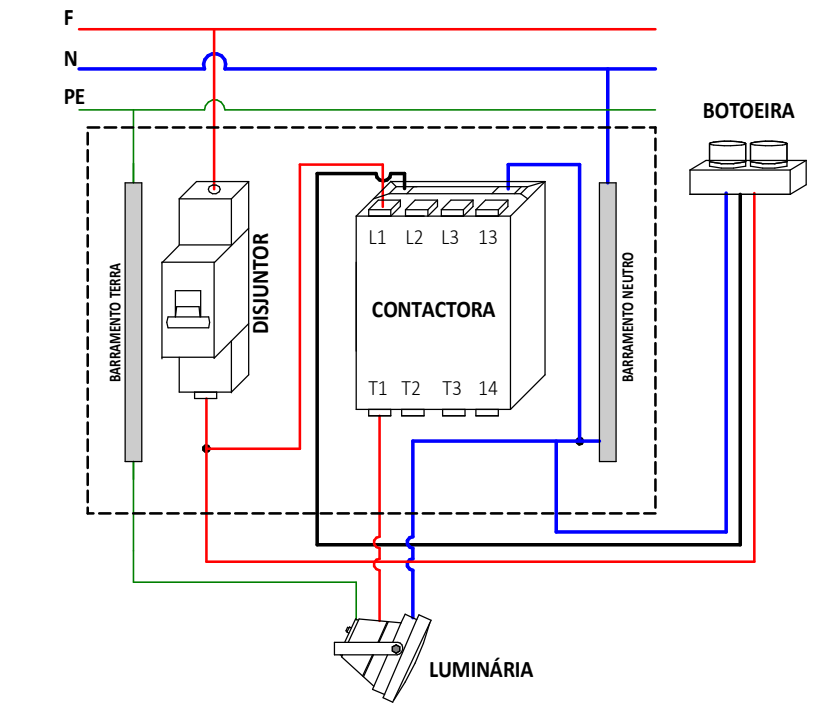 F
N
PE
BOTOEIRA
BARRAMENTO TERRA
DISJUNTOR
L1 L2 L3 13
CONTACTORA
T1 T2 T3 14
BARRAMENTO NEUTRO
LUMINÁRIA